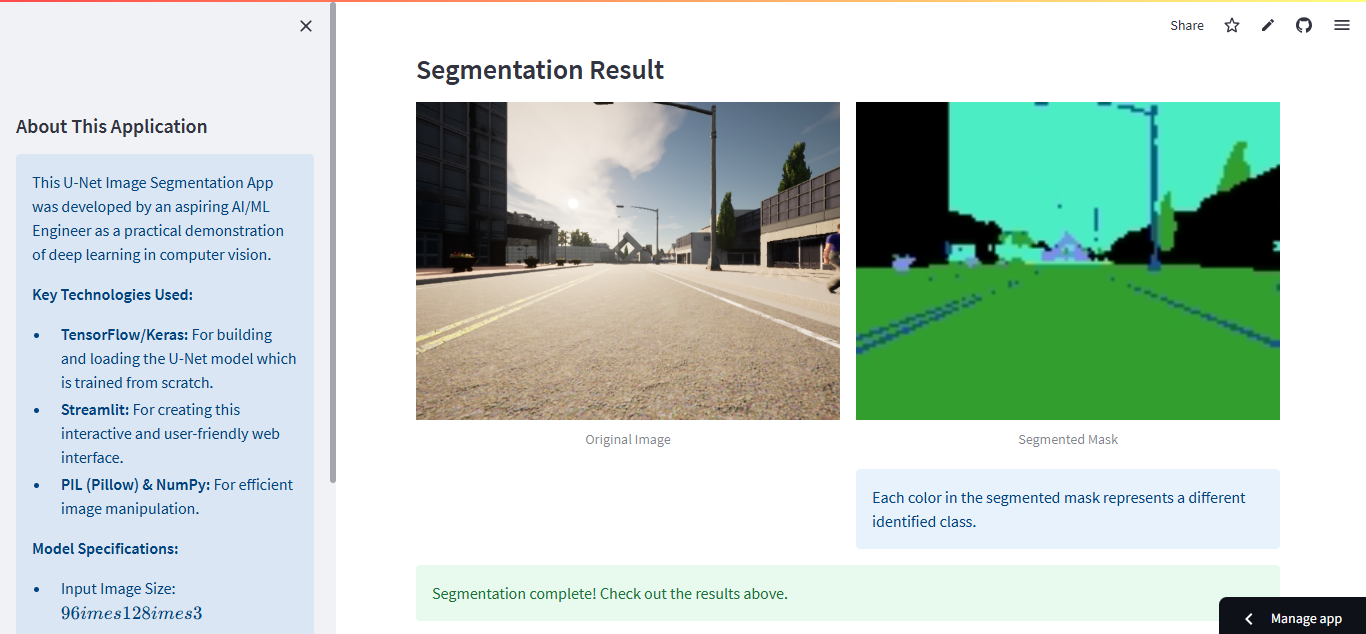 Share
Segmentation Result
About This Application
This U-Net Image Segmentation App
was developed by an aspiring AI/ML
Engineer as a practical demonstration
of deep learning in computer vision.
Key Technologies Used:
• TensorFlow/Keras: For building
and loading the U-Net model which
is trained from scratch.
• Streamlit: For creating this
interactive and user-friendly web
interface.
• PIL (Pillow) & NumPy: For efficient
image manipulation.
Model Specifications:
• Input Image Size:
96imes128imes3
Original Image
Segmented Mask
Each color in the segmented mask represents a different
identified class.
Segmentation complete! Check out the results above.
Manage app